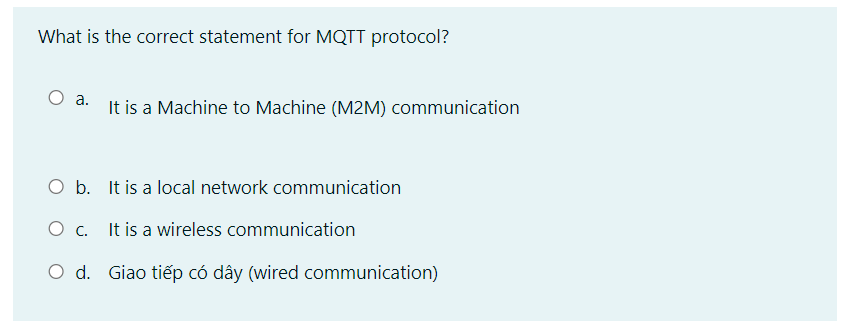 What is the correct statement for MQTT protocol?
a. It is a Machine to Machine (M2M) communication
b. It is a local network communication
c. It is a wireless communication
d. Giao tiếp có dây (wired communication)